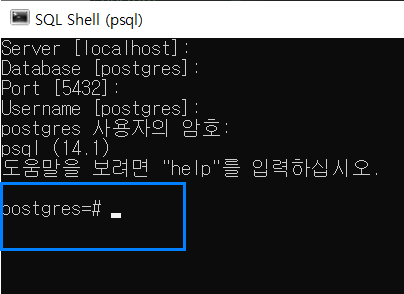 SQL Shell (psql)
Server [localhost]:
Database [postgres]:
Port [5432]:
Username [postgres]:
postgres 사용자의 암호:
psql (14.1)
도움말을 보려면 "help"를 입력하십시오.
postgres=#